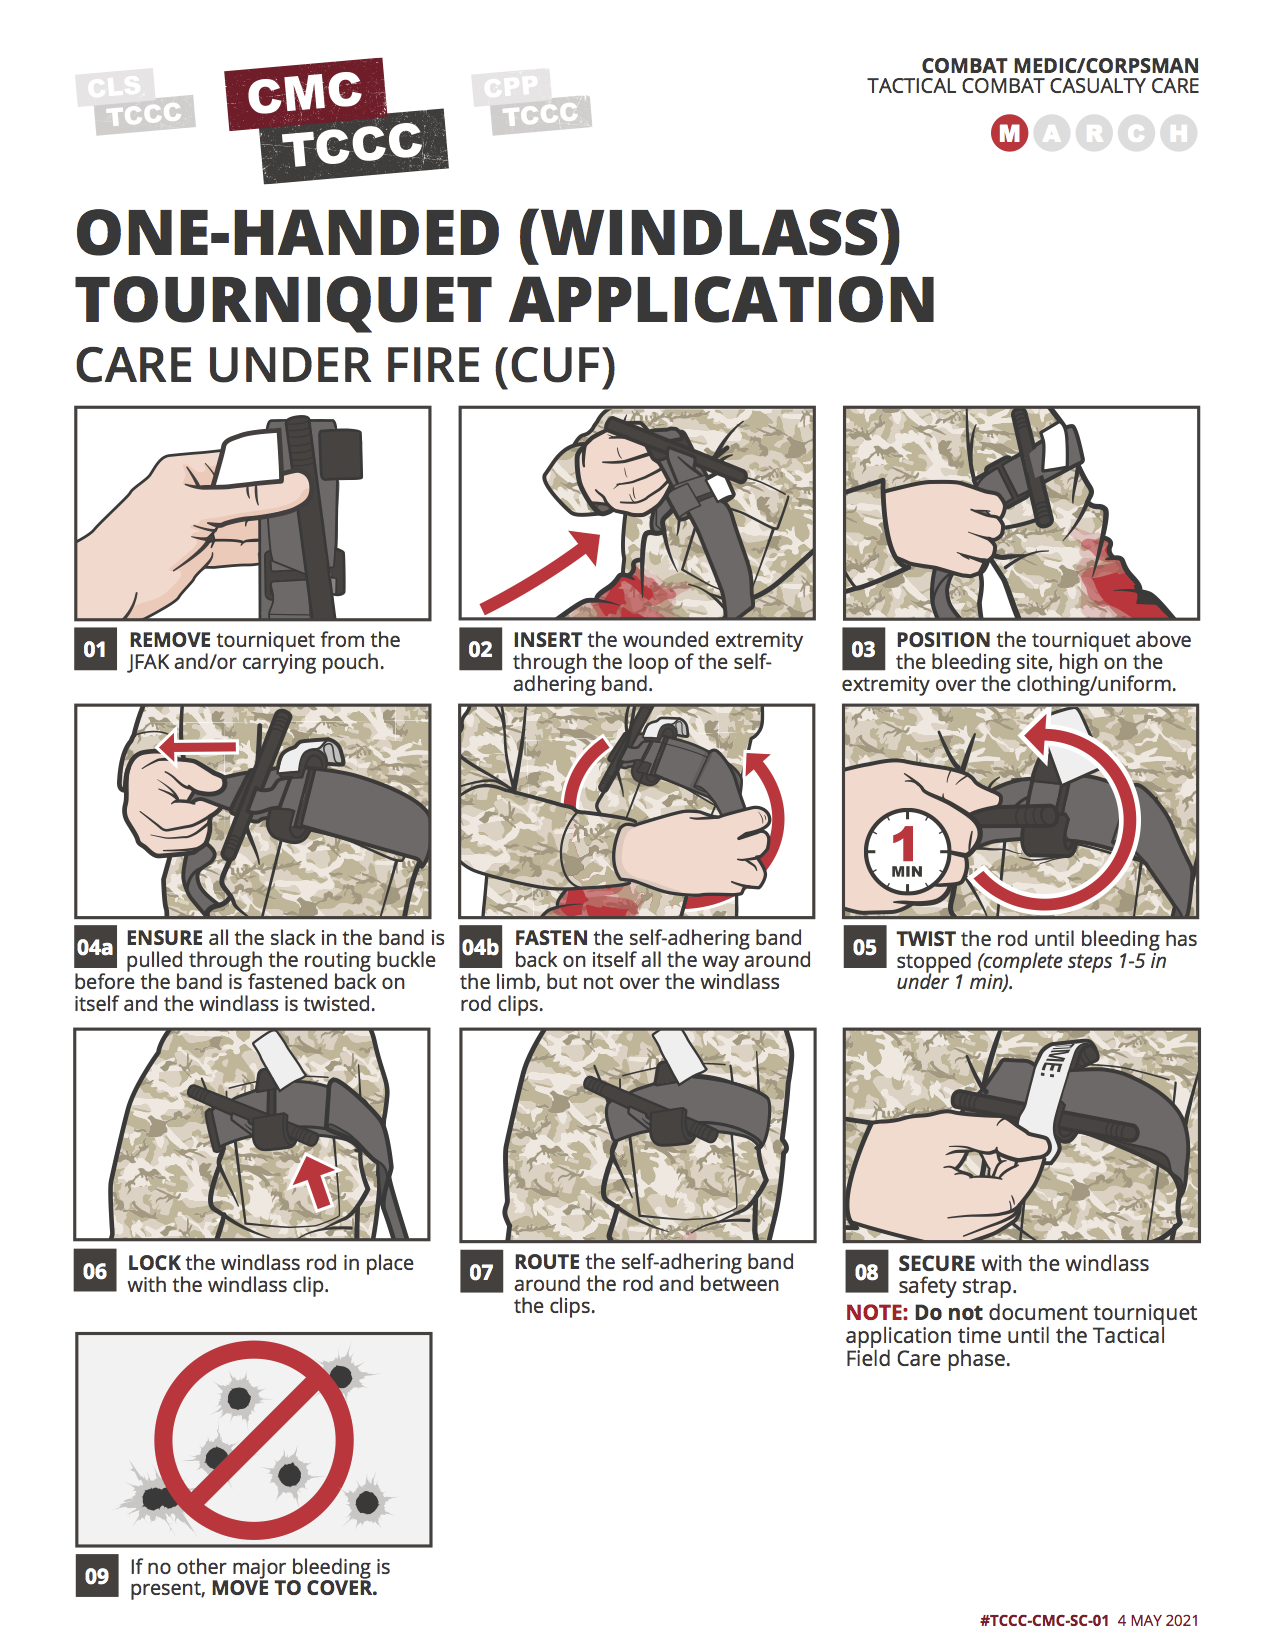 CLS
TCCC
CMC
TCCC
CPP
TCCC
COMBAT MEDIC/CORPSMAN
TACTICAL COMBAT CASUALTY CARE
M A R C H
ONE-HANDED (WINDLASS)
TOURNIQUET APPLICATION
CARE UNDER FIRE (CUF)
01 REMOVE tourniquet from the
JFAK and/or carrying pouch.
02 INSERT the wounded extremity
through the loop of the self-
adhering band.
03 POSITION the tourniquet above
the bleeding site, high on the
extremity over the clothing/uniform.
1
MIN
04a ENSURE all the slack in the band is
pulled through the routing buckle
before the band is fastened back on
itself and the windlass is twisted.
04b FASTEN the self-adhering band
back on itself all the way around
the limb, but not over the windlass
rod clips.
05 TWIST the rod until bleeding has
stopped (complete steps 1-5 in
under 1 min).
TIME:
06 LOCK the windlass rod in place
with the windlass clip.
07 ROUTE the self-adhering band
around the rod and between
the clips.
08 SECURE with the windlass
safety strap.
NOTE: Do not document tourniquet
application time until the Tactical
Field Care phase.
09 If no other major bleeding is
present, MOVE TO COVER.
#TCCC-CMC-SC-01 4 MAY 2021